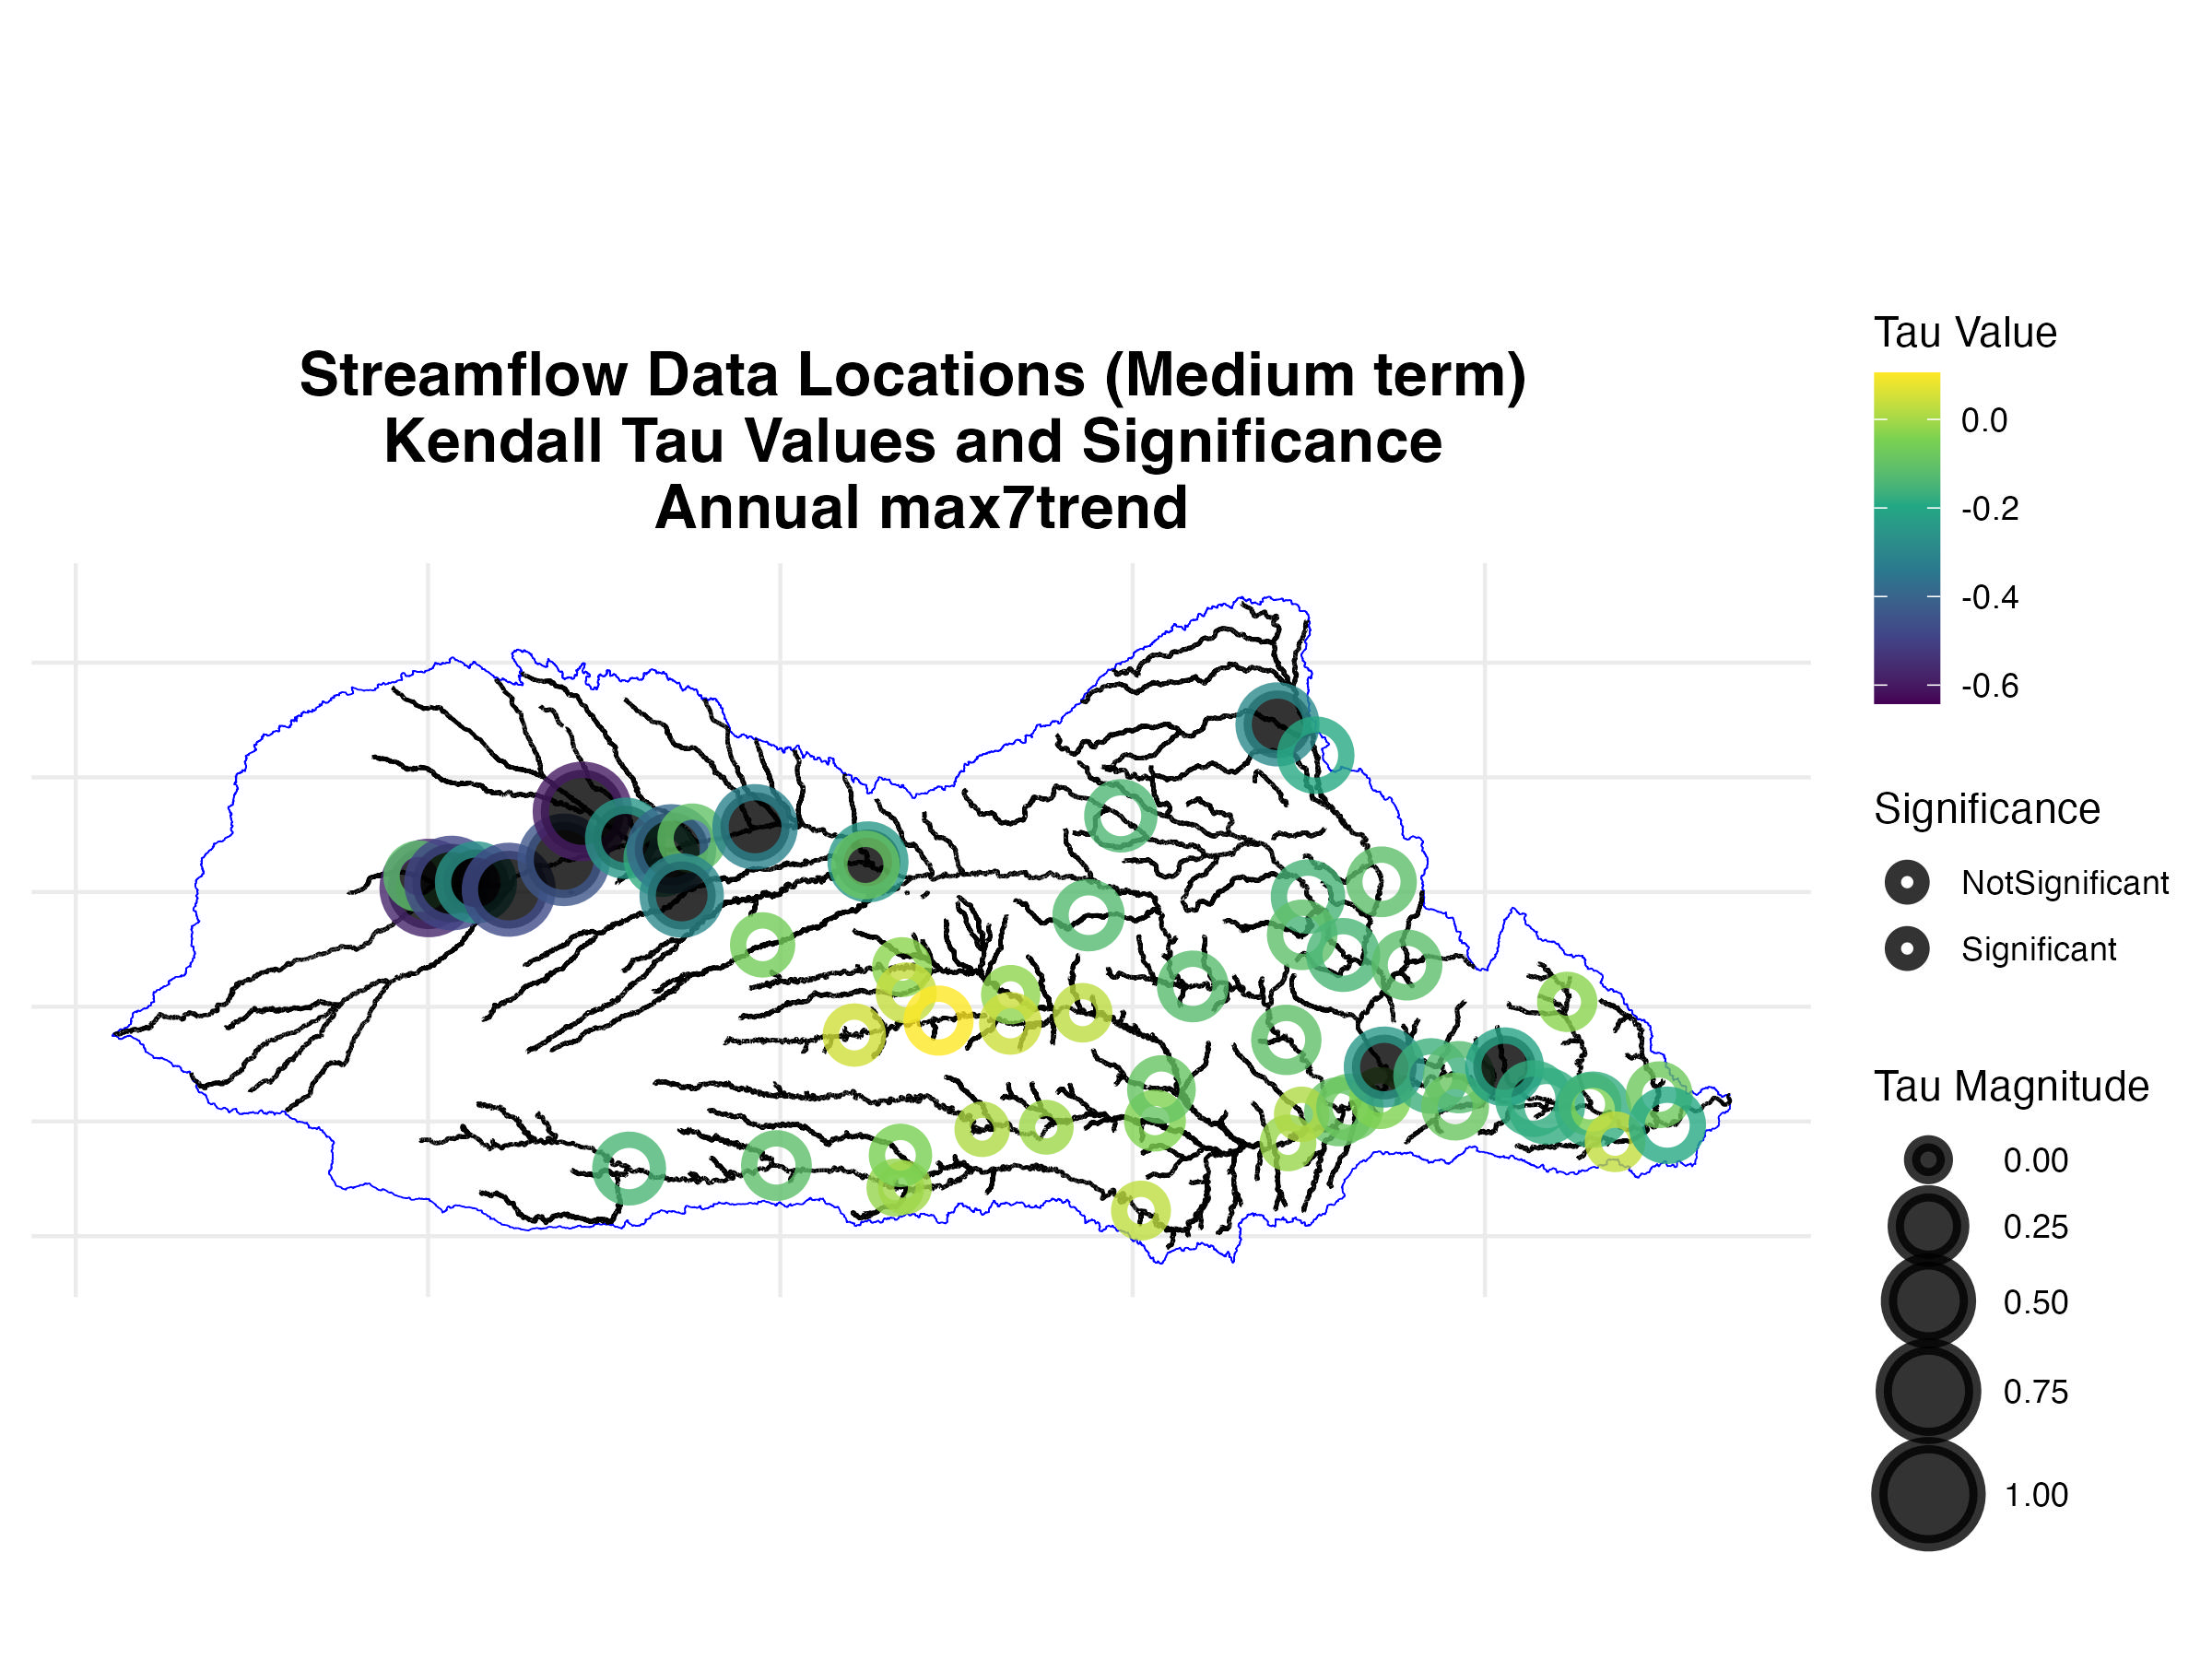 Streamflow Data Locations (Medium term)
Kendall Tau Values and Significance
Annual max7trend
Tau Value
0.0
-0.2
-0.4
-0.6
Significance
NotSignificant
Significant
Tau Magnitude
0.00
0.25
0.50
0.75
1.00